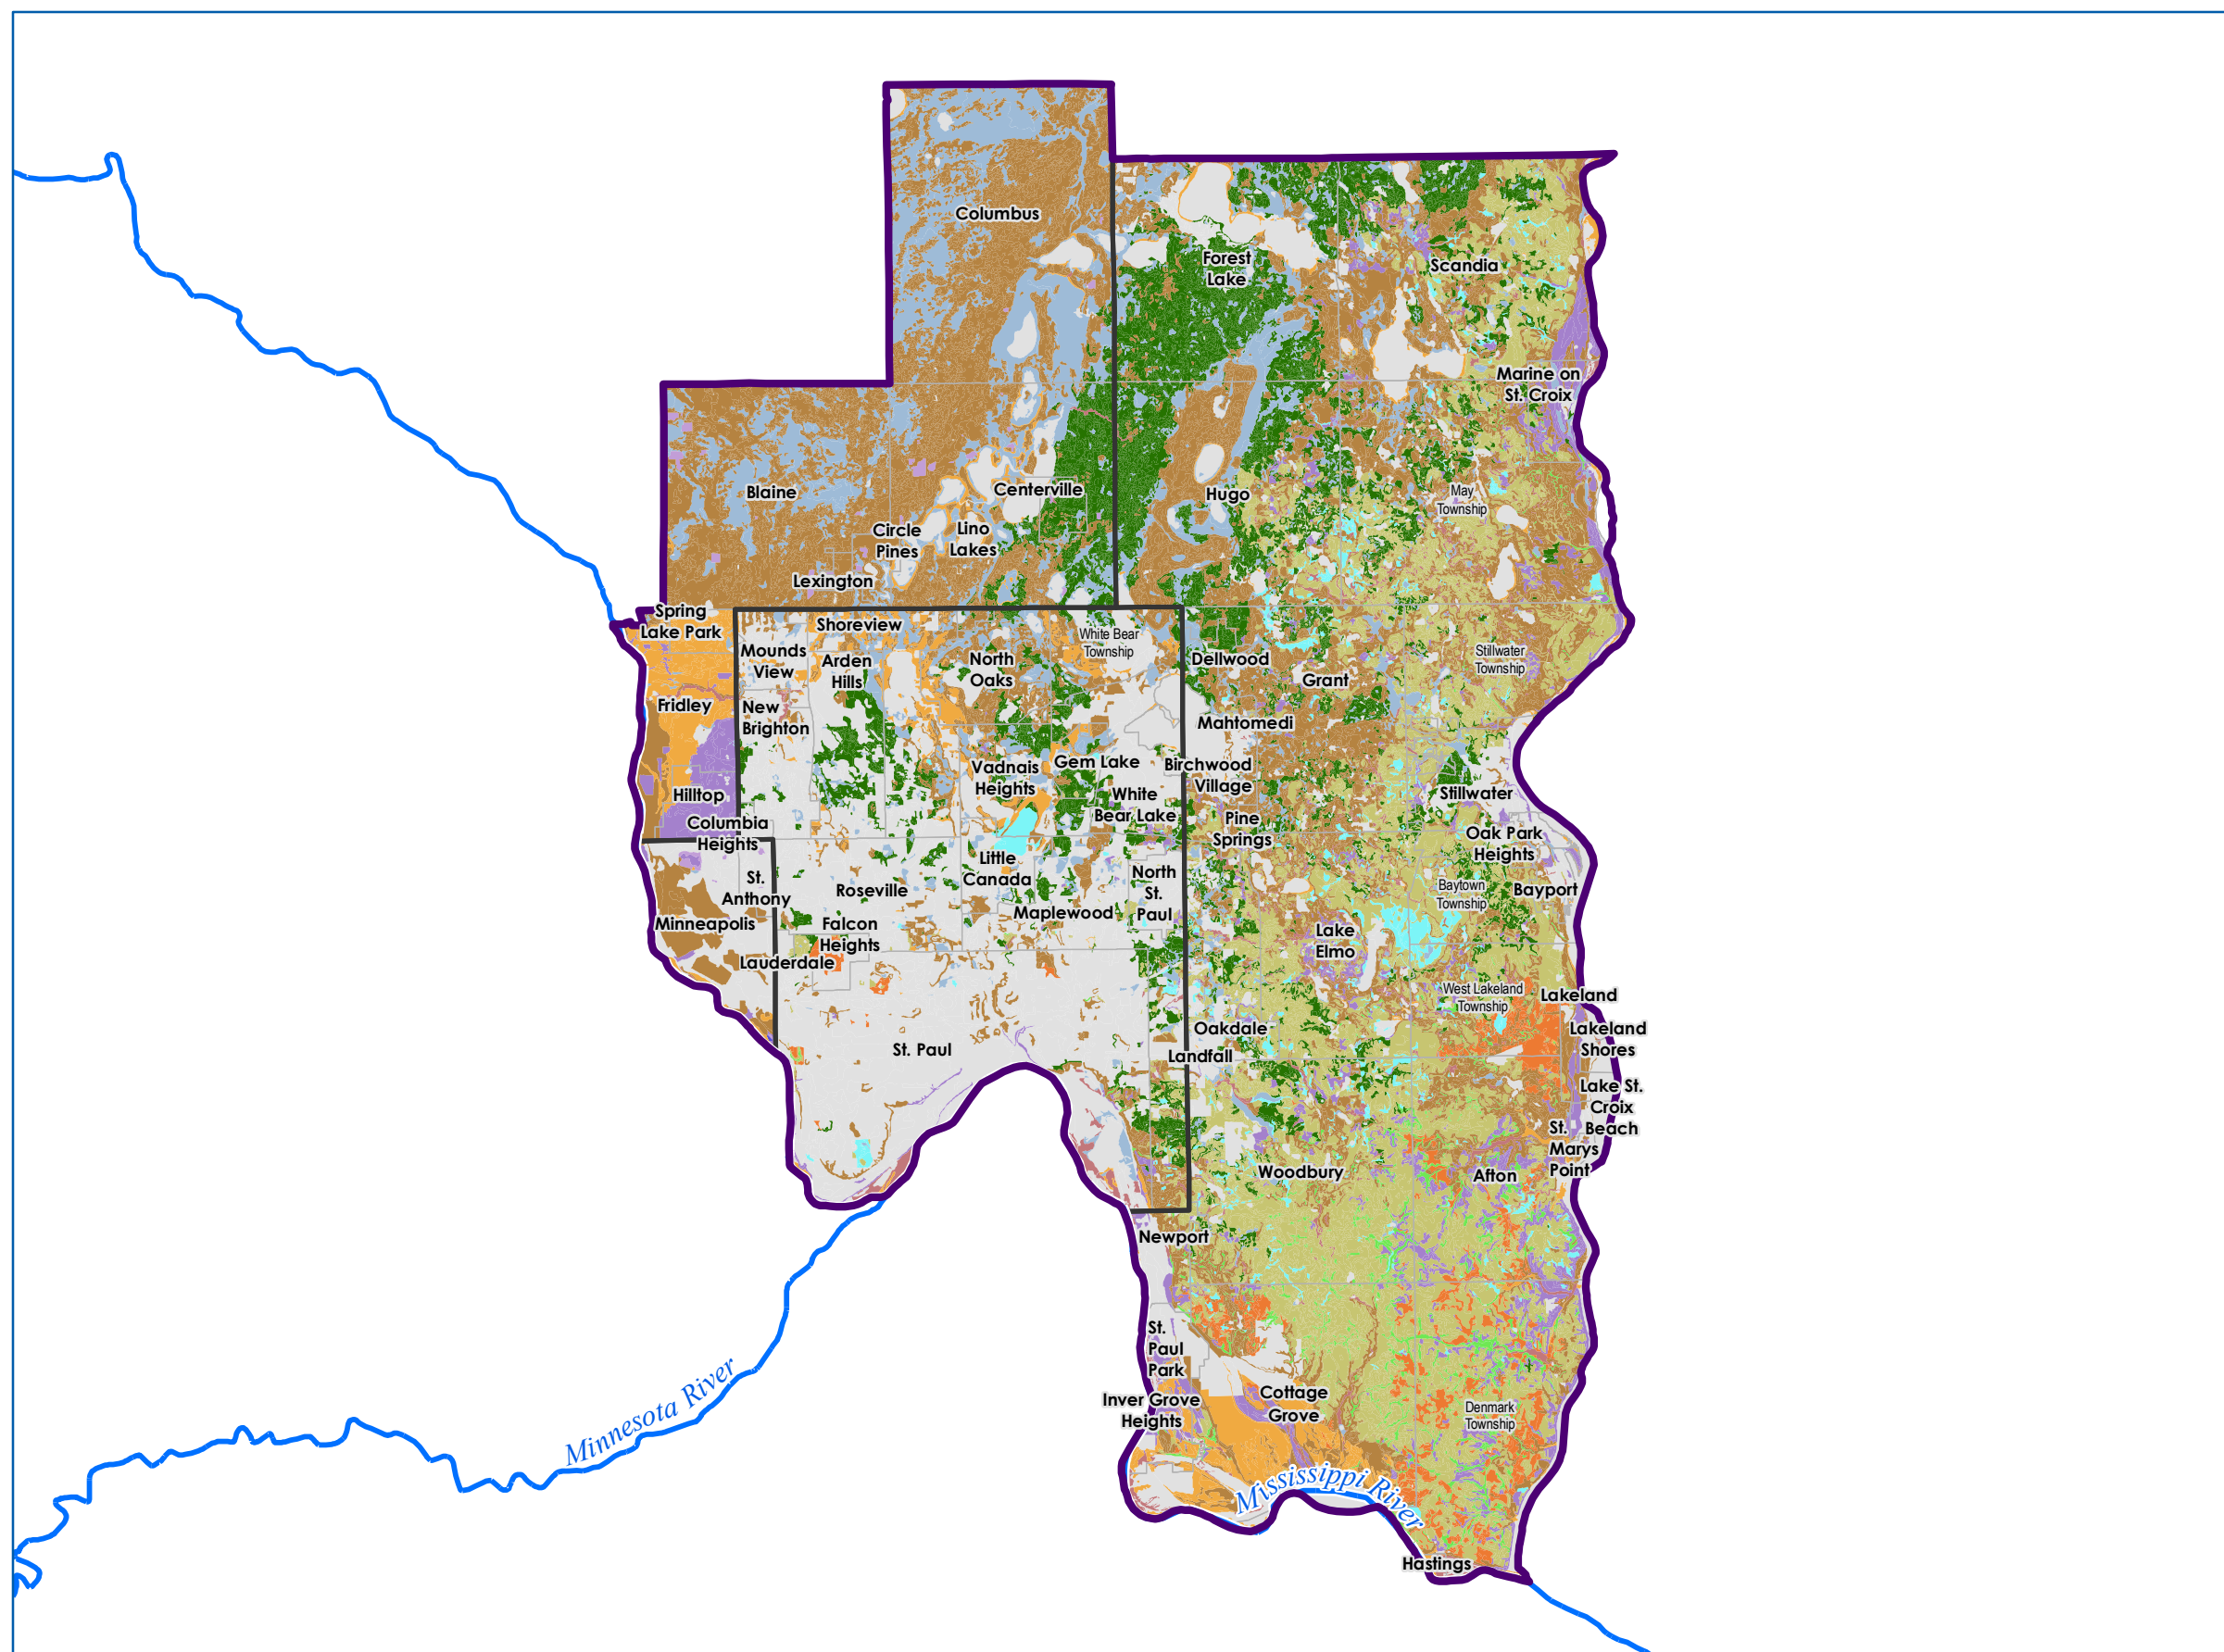 Columbus
Forest
Lake
Scandia
Marine on
St. Croix
Blaine
Centerville
Hugo
May
Township
Circle
Pines
Lino
Lakes
Lexington
Spring
Lake Park
Shoreview
White Bear
Township
Mounds
View
Arden
Hills
North
Oaks
Dellwood
Grant
Stillwater
Township
Fridley
New
Brighton
Mahtomedi
Vadnais
Heights
Gem Lake
Birchwood
Village
Hilltop
White
Bear Lake
Stillwater
Columbia
Heights
Pine
Springs
Oak Park
Heights
Little
Canada
St.
Anthony
Roseville
North
St.
Paul
Baytown
Township
Bayport
Minneapolis
Falcon
Heights
Maplewood
Lake
Elmo
Lauderdale
West Lakeland
Township
Lakeland
St. Paul
Oakdale
Landfall
Lakeland
Shores
Lake St.
Croix
Beach
St.
Marys
Point
Woodbury
Afton
Newport
St.
Paul
Park
Inver Grove
Heights
Cottage
Grove
Denmark
Township
Minnesota River
Mississippi River
Hastings